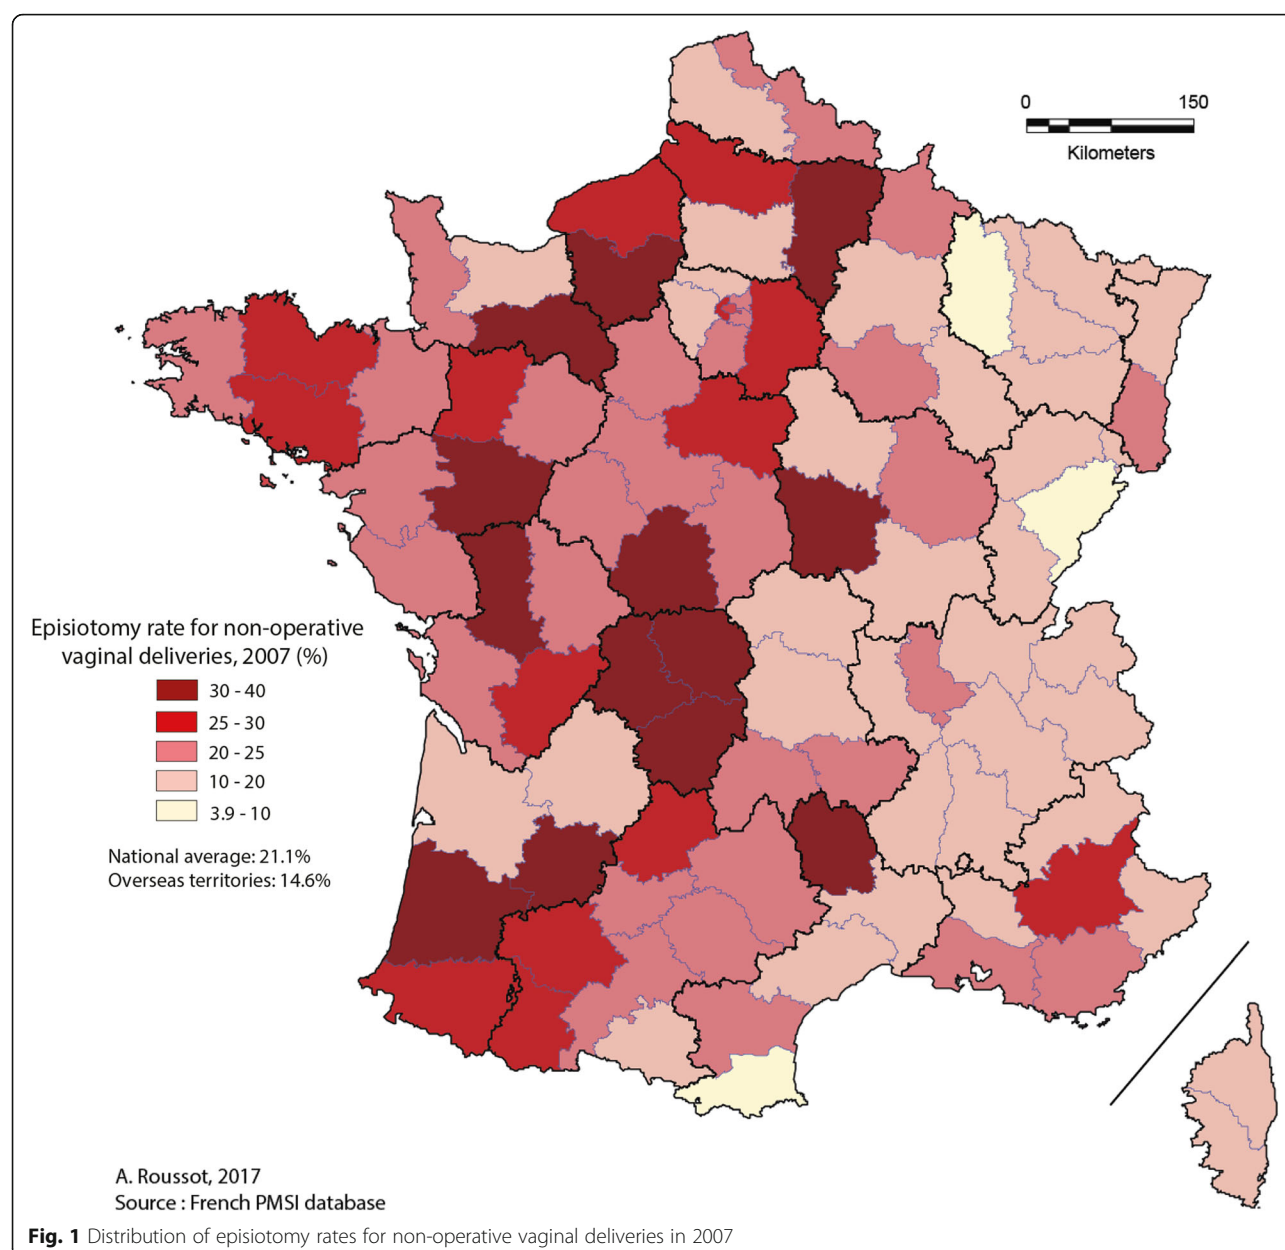 0 150
Kilometers
Episiotomy rate for non-operative
vaginal deliveries, 2007 (%)
30 - 40
25 - 30
20 - 25
10 - 20
3.9 - 10
National average: 21.1%
Overseas territories: 14.6%
A. Roussot, 2017
Source : French PMSI database
Fig. 1 Distribution of episiotomy rates for non-operative vaginal deliveries in 2007